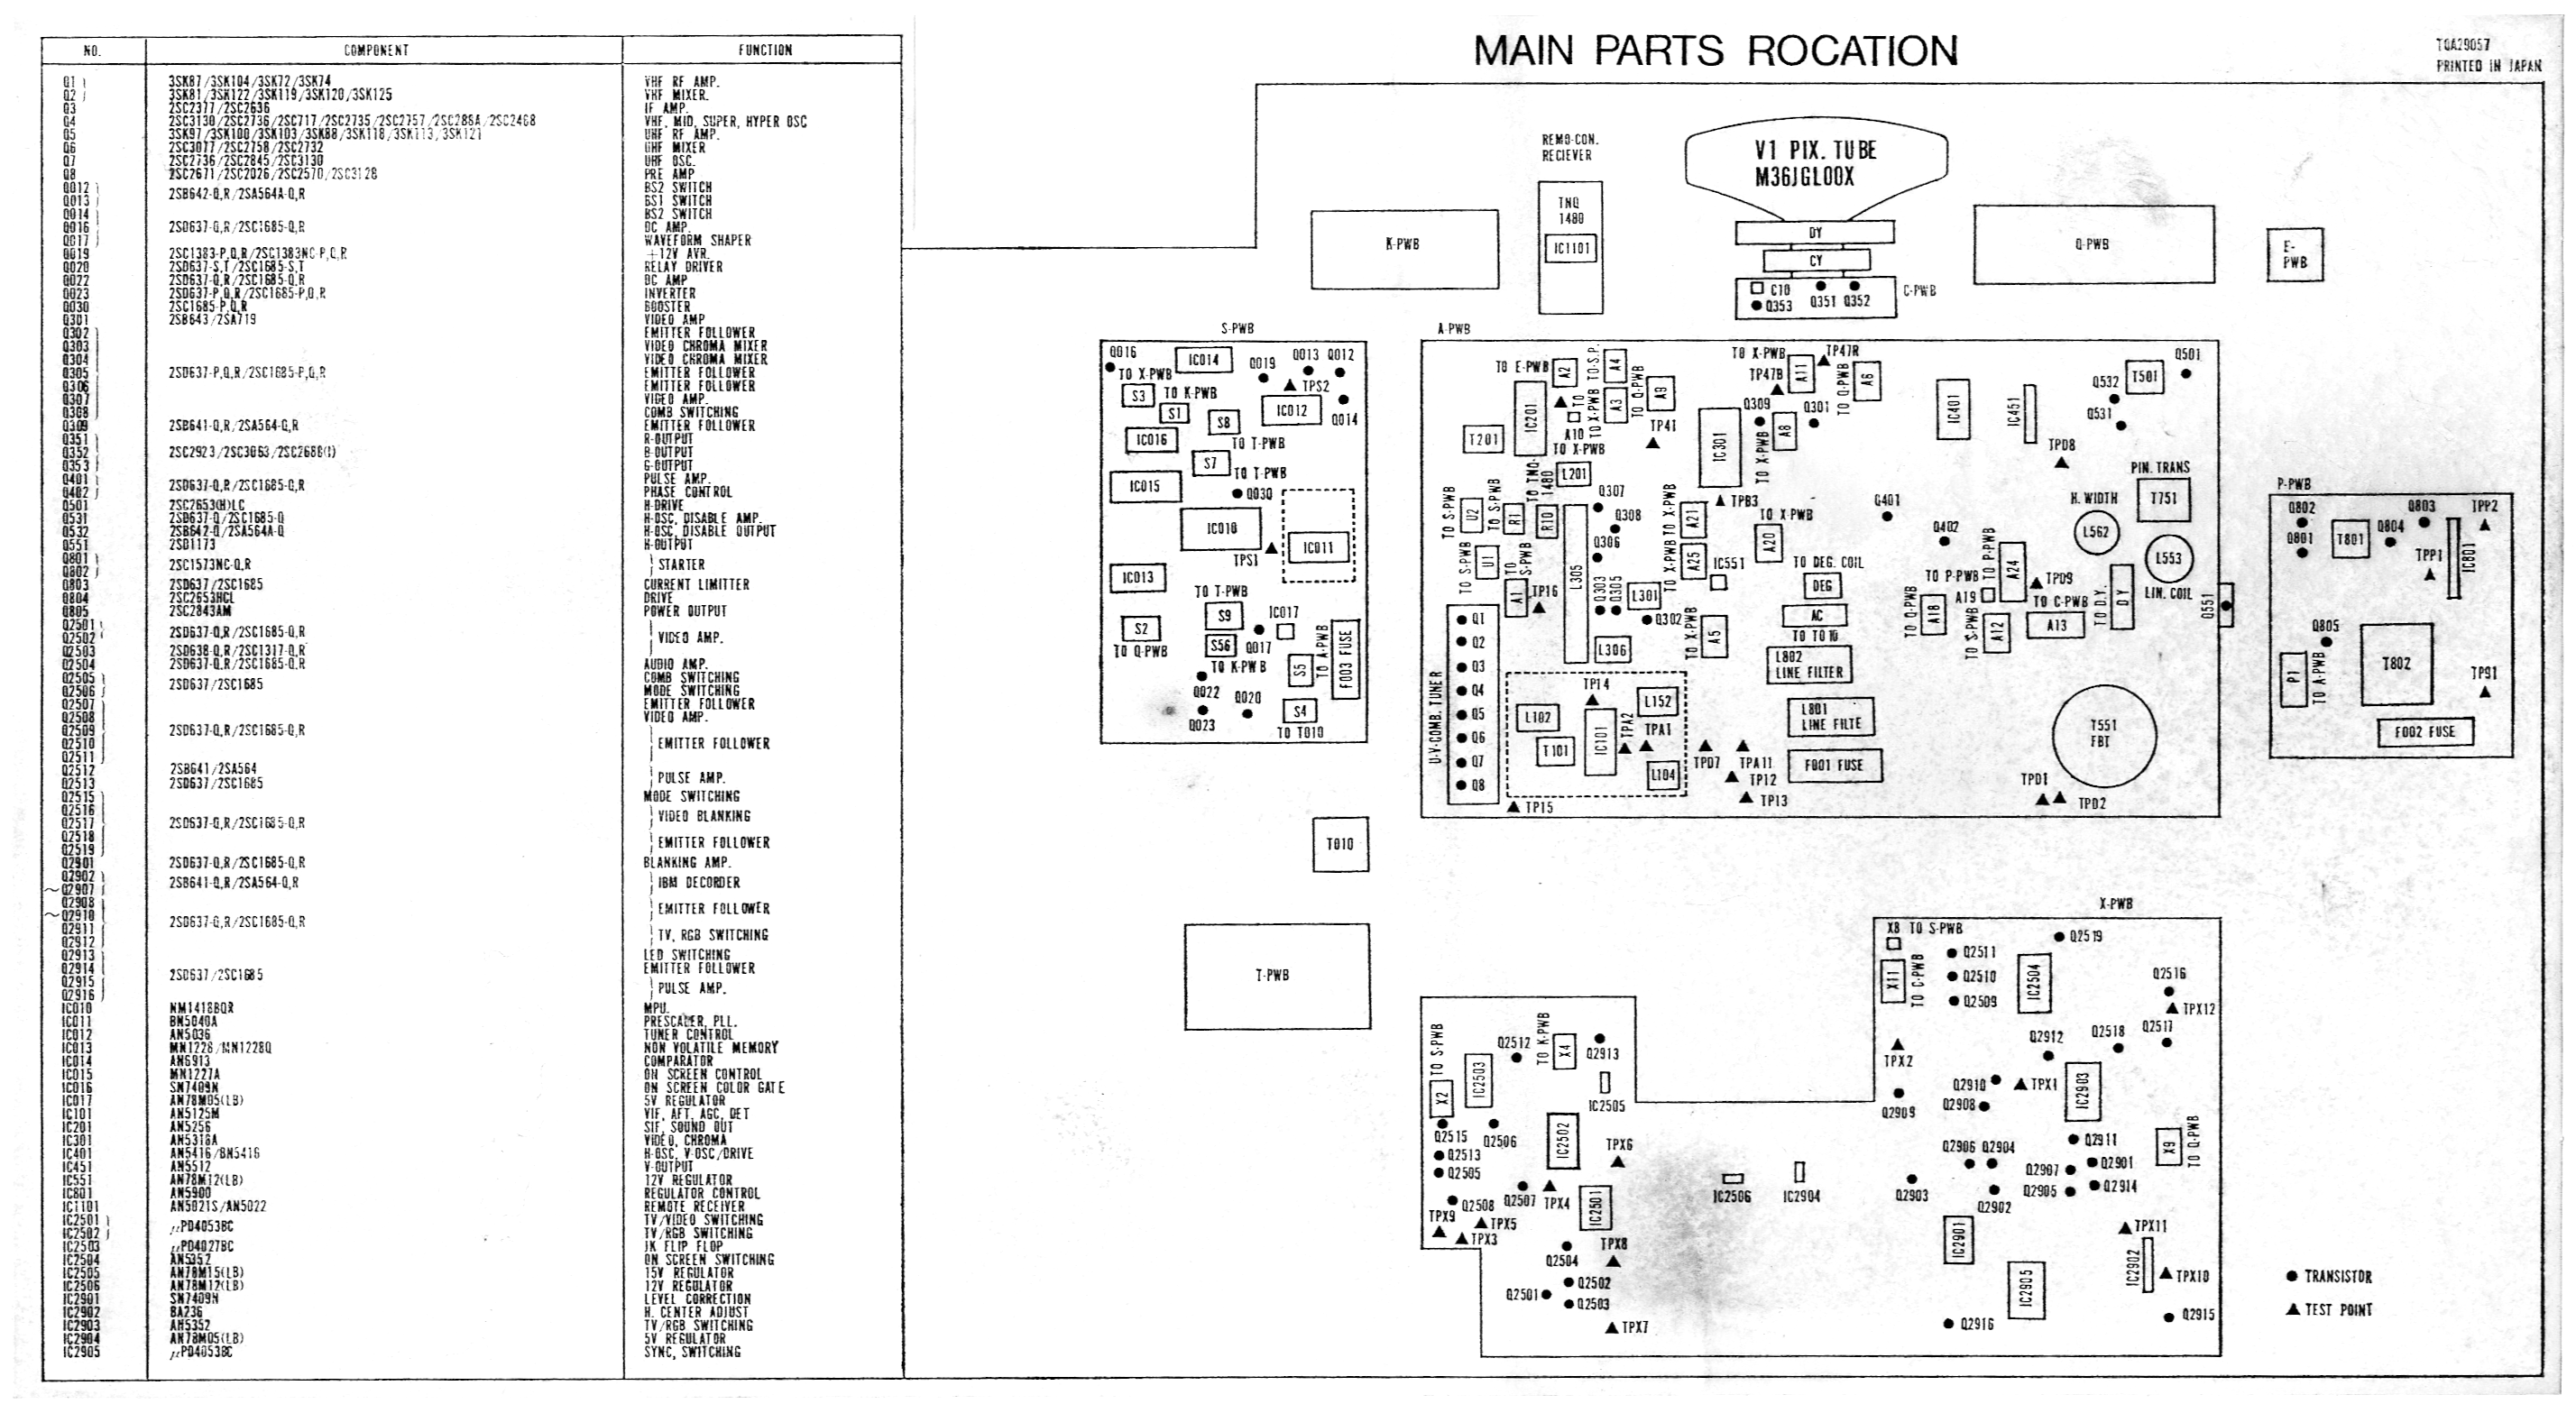 MAIN PARTS ROCATION
TQA29057
PRINTED IN JAPAN
NO. COMPONENT FUNCTION
Q1 3SK87/3SK104/3SK72/3SK74 VHF RF AMP.
Q2 3SK81/3SK122/3SK119/3SK120/3SK125 VHF MIXER.
Q3 2SC2377/2SC2636 IF AMP.
Q4 2SC3130/2SC2736/2SC717/2SC2735/2SC2757/2SC288A/2SC2468 VHF, MID, SUPER, HYPER OSC
Q5 3SK97/3SK100/3SK103/3SK88/3SK118/3SK113, 3SK121 UHF RF AMP.
Q6 2SC3077/2SC2758/2SC2732 UHF MIXER
Q7 2SC2736/2SC2845/2SC3130 UHF OSC.
Q8 2SC2671/2SC2026/2SC2570/2SC3128 PRE AMP
Q012 BS2 SWITCH
2SB642-Q,R/2SA564A-Q,R
Q013 BS1 SWITCH
Q014 BS2 SWITCH
Q016 2SD637-Q,R/2SC1685-Q,R DC AMP.
Q017 WAVEFORM SHAPER
Q019 2SC1383-P,Q,R/2SC1383NC-P,Q,R +12V AVR.
Q020 2SD637-S,T/2SC1685-S,T RELAY DRIVER
Q022 2SD637-Q,R/2SC1685-Q,R DC AMP
Q023 2SD637-P,Q,R/2SC1685-P,Q,R INVERTER
Q030 2SC1685-P,Q,R BOOSTER
Q301 2SB643/2SA719 VIDEO AMP
Q302 EMITTER FOLLOWER
Q303 VIDEO CHROMA MIXER
Q304 VIDEO CHROMA MIXER
Q305 2SD637-P,Q,R/2SC1685-P,Q,R EMITTER FOLLOWER
Q306 EMITTER FOLLOWER
Q307 VIDEO AMP.
Q308 COMB SWITCHING
Q309 2SB641-Q,R/2SA564-Q,R EMITTER FOLLOWER
Q351 R-OUTPUT
Q352 2SC2923/2SC3063/2SC2688(1) B-OUTPUT
Q353 G-OUTPUT
Q401 PULSE AMP.
2SD637-Q,R/2SC1685-Q,R
Q402 PHASE CONTROL
Q501 2SC2653(H)LC H-DRIVE
Q531 2SD637-Q/2SC1685-Q H-OSC, DISABLE AMP.
Q532 2SB642-Q/2SA564A-Q H-OSC, DISABLE OUTPUT
Q551 2SD1173 H-OUTPUT
Q801
2SC1573NC-Q,R STARTER
Q802
Q803 2SD637/2SC1685 CURRENT LIMITTER
Q804 2SC2653HCL DRIVE
Q805 2SC2843AM POWER OUTPUT
Q2501
2SD637-Q,R/2SC1685-Q,R
Q2502 VIDEO AMP.
Q2503 2SD638-Q,R/2SC1317-Q,R
Q2504 2SD637-Q,R/2SC1685-Q,R AUDIO AMP.
Q2505 COMB SWITCHING
2SD637/2SC1685
Q2506 MODE SWITCHING
Q2507 EMITTER FOLLOWER
Q2508 VIDEO AMP.
Q2509 2SD637-Q,R/2SC1685-Q,R
Q2510 EMITTER FOLLOWER
Q2511
Q2512 2SB641/2SA564
PULSE AMP.
Q2513 2SD637/2SC1685
Q2515 MODE SWITCHING
Q2516
VIDEO BLANKING
Q2517 2SD637-Q,R/2SC1685-Q,R
Q2518
EMITTER FOLLOWER
Q2519
Q2901 2SD637-Q,R/2SC1685-Q,R BLANKING AMP.
Q2902
2SB641-Q,R/2SA564-Q,R IBM DECORDER
~Q2907
Q2908
EMITTER FOLLOWER
~Q2910
2SD637-Q,R/2SC1685-Q,R
Q2911
TV, RGB SWITCHING
Q2912
Q2913 LED SWITCHING
Q2914 EMITTER FOLLOWER
2SD637/2SC1685
Q2915
PULSE AMP.
Q2916
IC010 NM1418BQR MPU.
IC011 BN5040A PRESCALER, PLL.
IC012 AN5036 TUNER CONTROL
IC013 MN1228/MN1228Q NON VOLATILE MEMORY
IC014 AN6913 COMPARATOR
IC015 MN1227A ON SCREEN CONTROL
IC016 SN7409N ON SCREEN COLOR GATE
IC017 AN78M05(LB) 5V REGULATOR
IC101 AN5125M VIF, AFT, AGC, DET
IC201 AN5256 SIF, SOUND OUT
IC301 AN5318A VIDEO, CHROMA
IC401 AN5416/BN5416 H-OSC, V-OSC/DRIVE
IC451 AN5512 V-OUTPUT
IC551 AN78M12(LB) 12V REGULATOR
IC801 AN5900 REGULATOR CONTROL
IC1101 AN5021S/AN5022 REMOTE RECEIVER
IC2501 TV/VIDEO SWITCHING
μPD4053BC
IC2502 TV/RGB SWITCHING
IC2503 μPD4027BC JK FLIP FLOP
IC2504 AN5352 ON SCREEN SWITCHING
IC2505 AN78M15(LB) 15V REGULATOR
IC2506 AN78M12(LB) 12V REGULATOR
IC2901 SN7409N LEVEL CORRECTION
IC2902 BA236 H. CENTER ADJUST
IC2903 AN5352 TV/RGB SWITCHING
IC2904 AN78M05(LB) 5V REGULATOR
IC2905 μPD4053BC SYNC, SWITCHING
K-PWB
REMO-CON.
RECIEVER
TNQ
1480
IC1101
V1 PIX. TUBE
M36JGL00X
DY
CY
C10
Q353 Q351 Q352
C-PWB
Q-PWB
E-
PWB
S-PWB
Q016 IC014 Q019 Q013 Q012
TO X-PWB TPS2
S3 TO K-PWB
S1 S8 IC012
Q014
IC016 TO T-PWB
S7 TO T-PWB
IC015 Q030
IC010 IC011
TPS1
IC013
TO T-PWB
S9 IC017
S2 S56 Q017
TO Q-PWB TO K-PWB
S5 TO A-PWB F003 FUSE
Q022 Q020
Q023 S4
TO T010
T010
T-PWB
A-PWB
TO E-PWB A2 TO S.P. A4
IC201 A3 TO Q-PWB A9
TO X-PWB A10
TO X-PWB
T201 TP41
TO X-PWB TP47R
TP47B A11 TO Q-PWB A6
Q309 Q301
IC301 TO X-PWB A8
IC401 IC451
Q501
T501
Q532
Q531
TPD8
L201
TO TNQ-1480
TO S-PWB U2 TO S-PWB R1 R10
Q307
Q308
Q306
TO X-PWB A21
TPB3
TO X-PWB
A20
Q401
Q402
PIN. TRANS
H. WIDTH T751
L562
L553
LIN. COIL
TO S-PWB U1
TO S-PWB A1 TP16
L305
Q303 Q305 L301
Q302
TO X-PWB A25 IC551
TO DEG. COIL
DEG
AC
TO T010
TO X-PWB A5
TO P-PWB A24 TPD9
TO P-PWB
A19 TO C-PWB
TO Q-PWB A18
TO S-PWB A12 A13
TO D.Y. DY
Q551
U-V-COMB. TUNER
Q1
Q2
Q3
Q4
Q5
Q6
Q7
Q8
L306
L802
LINE FILTER
L801
LINE FILTE
F001 FUSE
TP14
L102 L152
T101 IC101 TPA2 TPA1
L104
TP15
TPD7 TPA11
TP12
TP13
T551
FBT
TPD1
TPD2
P-PWB
Q802 Q803 TPP2
Q801 T801 Q804
TPP1 IC801
Q805
P1 TO A-PWB T802
TP91
F002 FUSE
X-PWB
X8 TO S-PWB
X11 TO C-PWB
Q2511
Q2510
Q2509
IC2504
Q2519
Q2516
TPX12
Q2517
Q2518
Q2912
TPX2
Q2910 TPX1
Q2909 Q2908
IC2903
Q2906 Q2904 Q2911
Q2907 Q2901
Q2905 Q2914
Q2903 Q2902
X9 TO Q-PWB
TPX11
IC2901 IC2902
IC2905 TPX10
Q2915
Q2916
TO S-PWB X2
IC2503
Q2512
TO K-PWB X4
Q2913
IC2505
Q2515 Q2506
Q2513 IC2502
Q2505
TPX6
Q2508 Q2507 TPX4 IC2501
TPX9 TPX5
TPX3
IC2506 IC2904
Q2504 TPX8
Q2502
Q2501 Q2503
TPX7
TRANSISTOR
TEST POINT